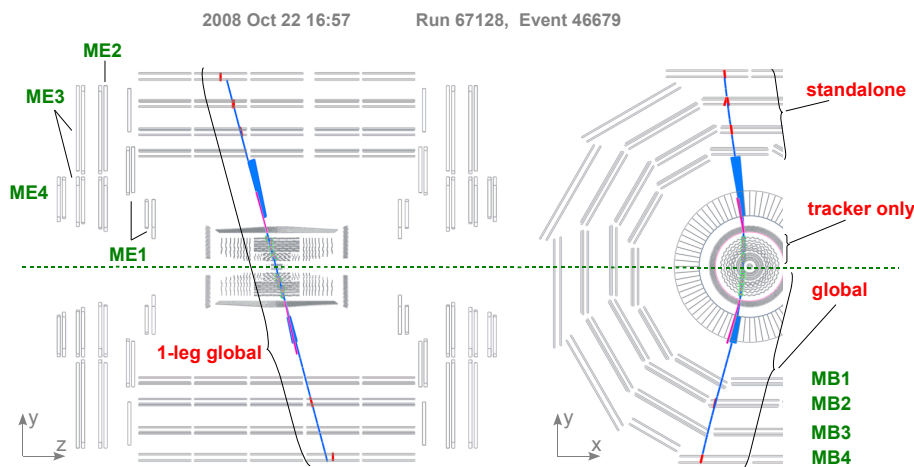 2008 Oct 22 16:57 Run 67128, Event 46679
ME2
ME3
ME4
ME1
1-leg global
y
z
standalone
tracker only
global
MB1
MB2
MB3
MB4
y
x